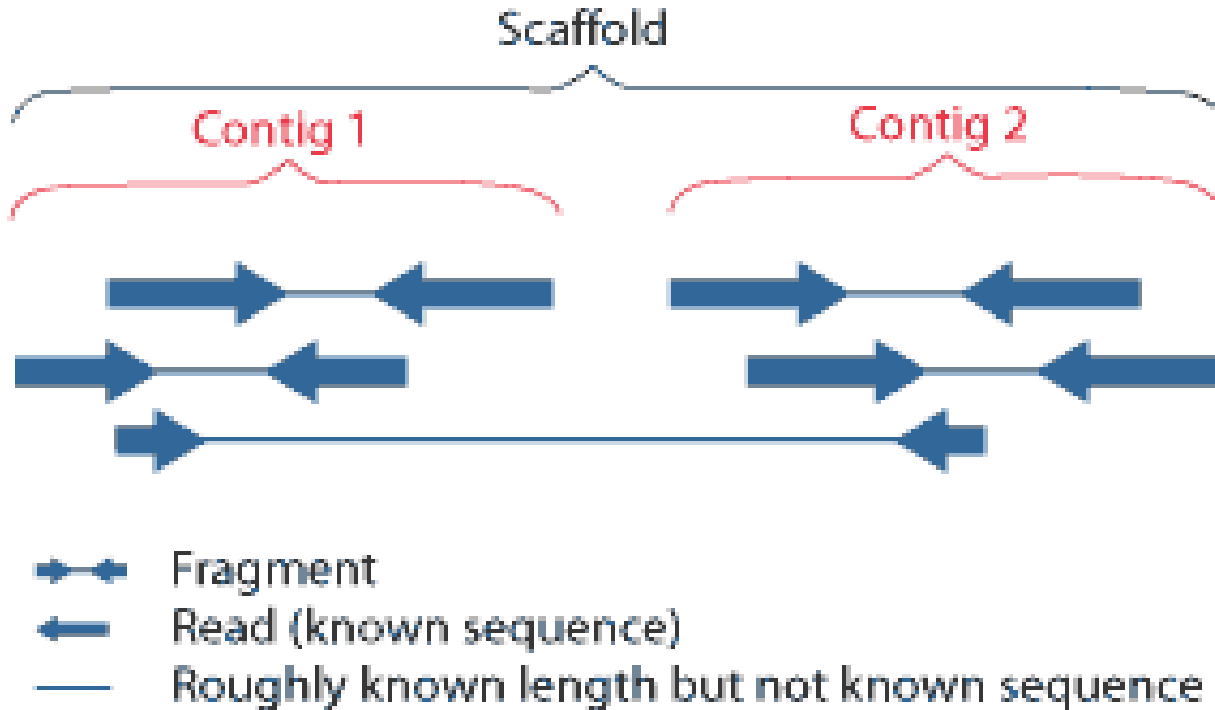 Scaffold
Contig 1
Contig 2
Fragment
Read (known sequence)
Roughly known length but not known sequence